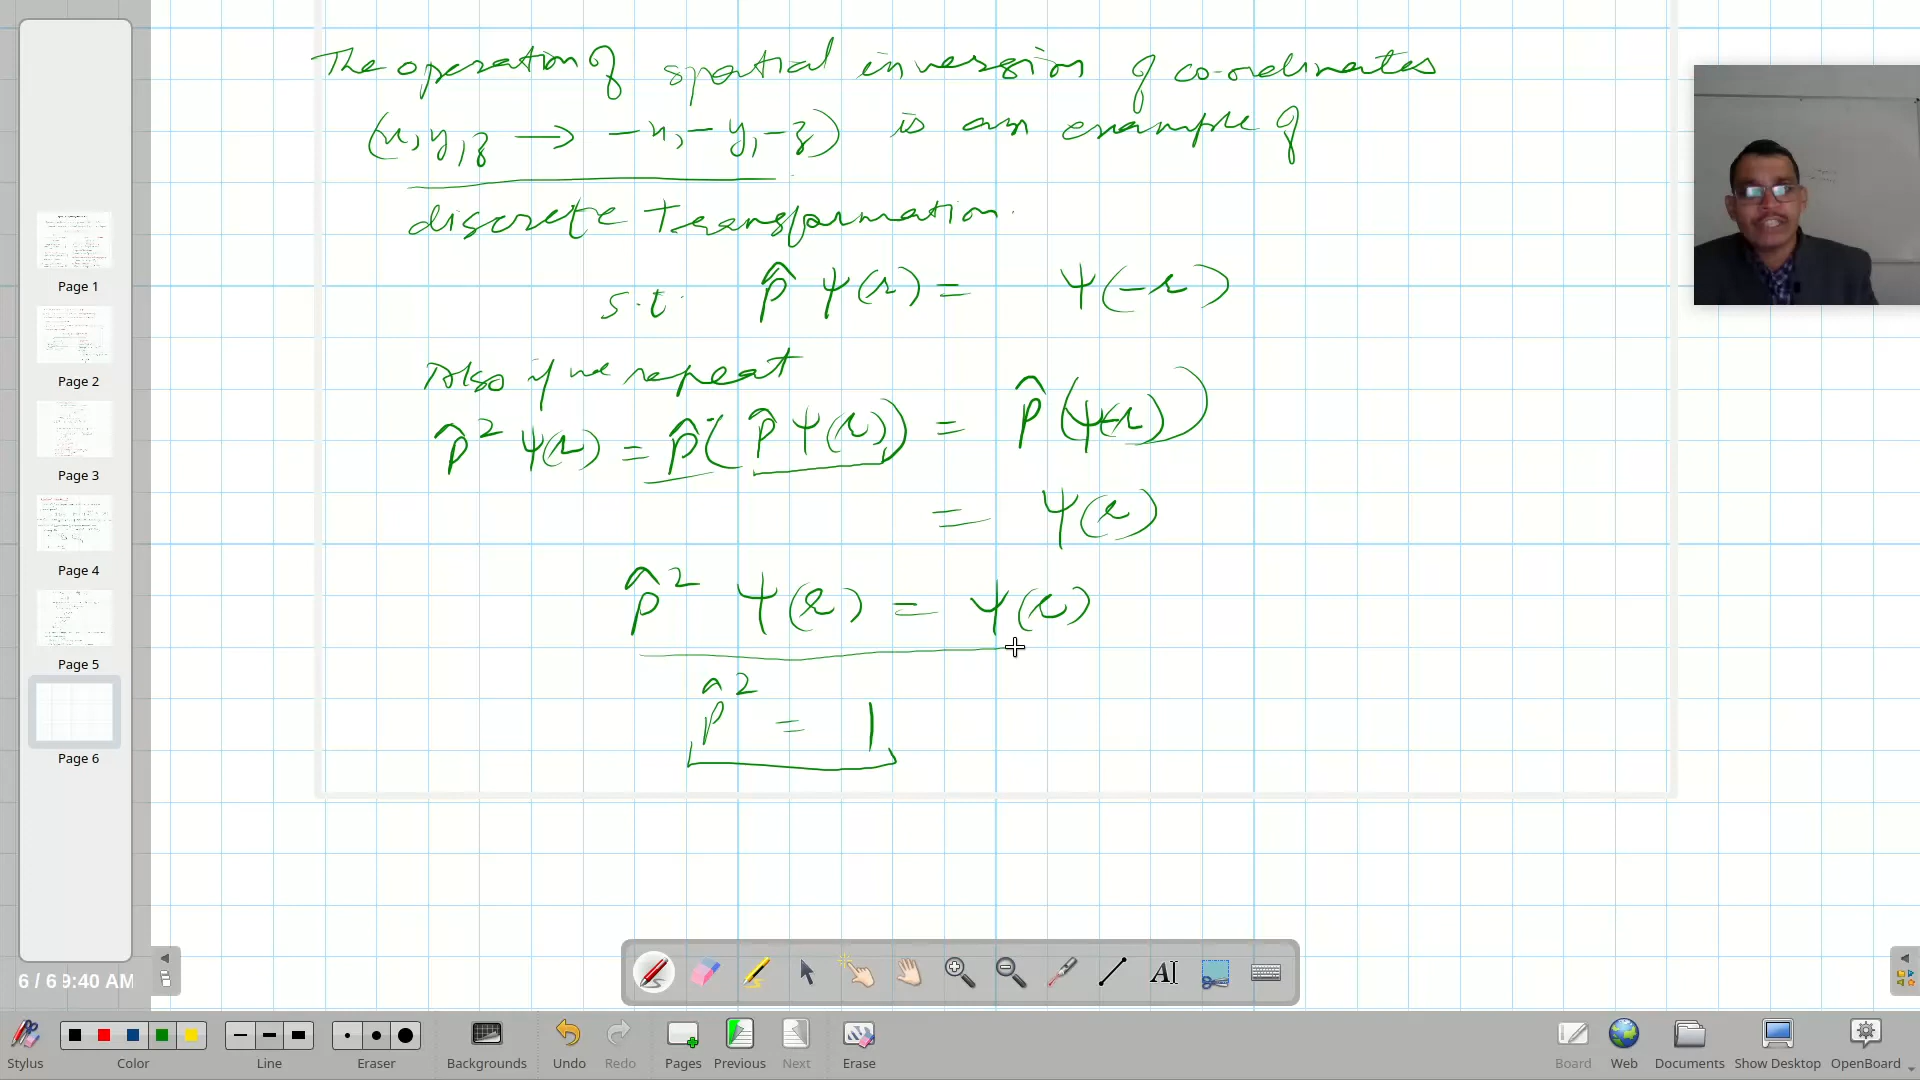 The operation of spatial inversion of co-ordinates
(x, y, z → -x, - y, - z) is an example of
discrete transformation.
s.t. P̂ ψ(r) = ψ(-r)
Also if we repeat
P̂² ψ(r) = P̂( P̂ ψ(r)) = P̂(ψ(-r))
= ψ(r)
P̂² ψ(r) = ψ(r)
P̂² = 1
Page 1
Page 2
Page 3
Page 4
Page 5
Page 6
6 / 6 9:40 AM
Stylus Color Line Eraser Backgrounds Undo Redo Pages Previous Next Erase Board Web Documents Show Desktop OpenBoard